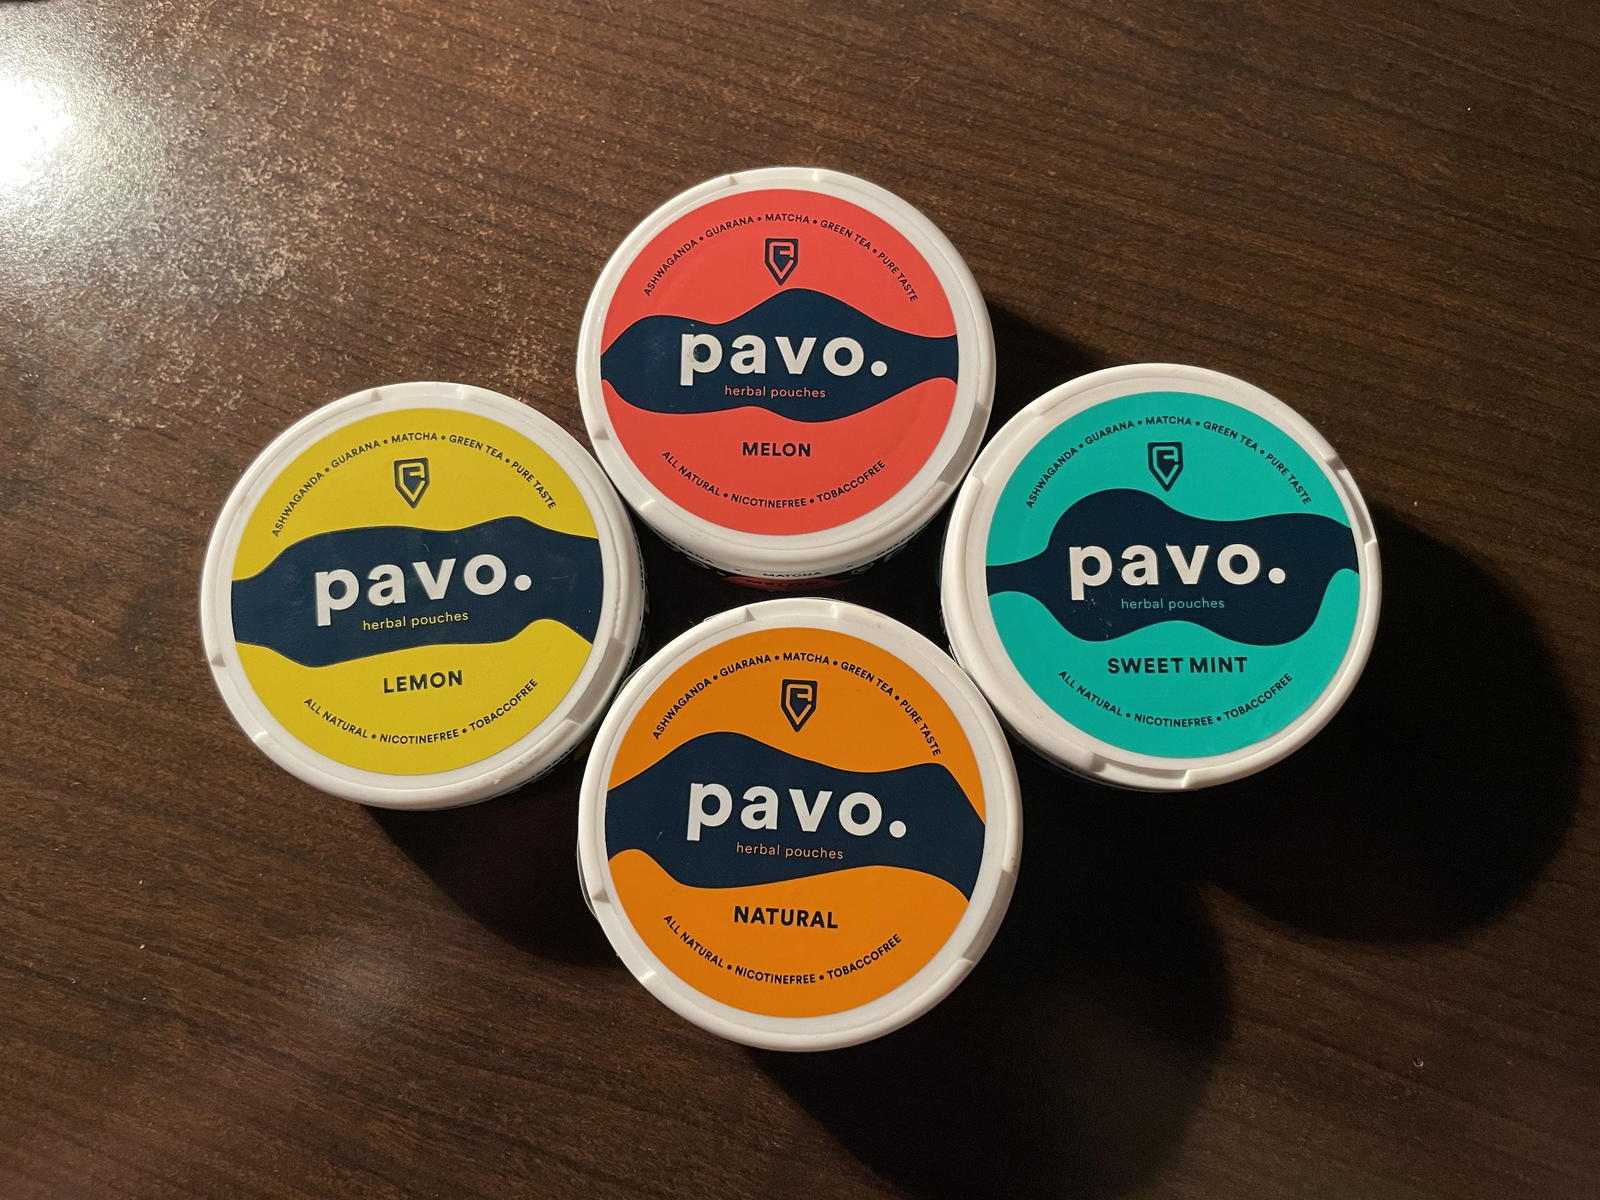 ASHWAGANDA • GUARANA • MATCHA • GREEN TEA • PURE TASTE
pavo.
herbal pouches
MELON
ALL NATURAL • NICOTINEFREE • TOBACCOFREE
MATCHA
MELON
ASHWAGANDA • GUARANA • MATCHA • GREEN TEA • PURE TASTE
pavo.
herbal pouches
LEMON
ALL NATURAL • NICOTINEFREE • TOBACCOFREE
ASHWAGANDA • GUARANA • MATCHA • GREEN TEA • PURE TASTE
pavo.
herbal pouches
SWEET MINT
ALL NATURAL • NICOTINEFREE • TOBACCOFREE
ASHWAGANDA • GUARANA • MATCHA • GREEN TEA • PURE TASTE
pavo.
herbal pouches
NATURAL
ALL NATURAL • NICOTINEFREE • TOBACCOFREE